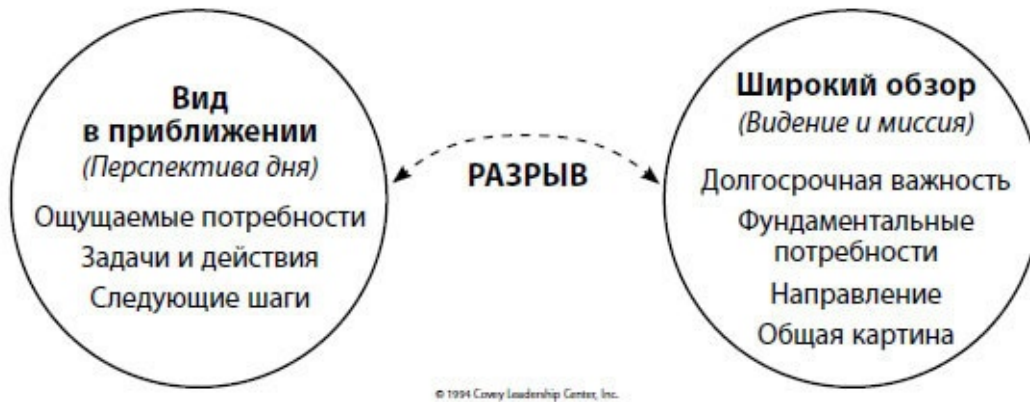 Вид
в приближении
(Перспектива дня)
Ощущаемые потребности
Задачи и действия
Следующие шаги
РАЗРЫВ
Широкий обзор
(Видение и миссия)
Долгосрочная важность
Фундаментальные
потребности
Направление
Общая картина
© 1994 Covey Leadership Center, Inc.